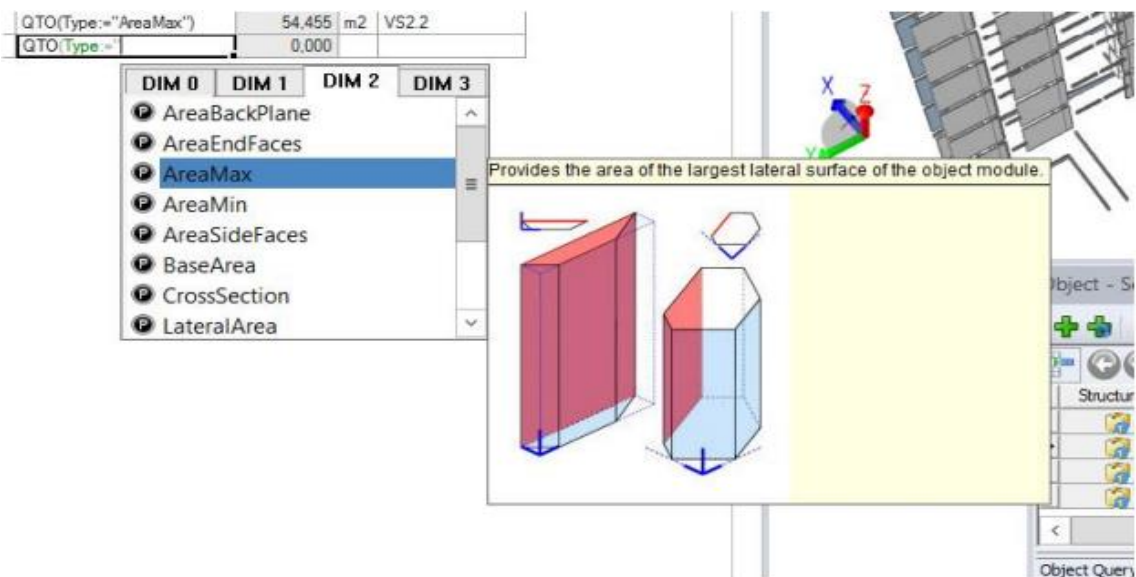 QTO(Type:="AreaMax") 54,455 m2 VS2.2
QTO(Type:=" 0,000
DIM 0 DIM 1 DIM 2 DIM 3
AreaBackPlane
AreaEndFaces
AreaMax
AreaMin
AreaSideFaces
BaseArea
CrossSection
LateralArea
Provides the area of the largest lateral surface of the object module.
X Z
Y
Object - Se
Structur
Object Query